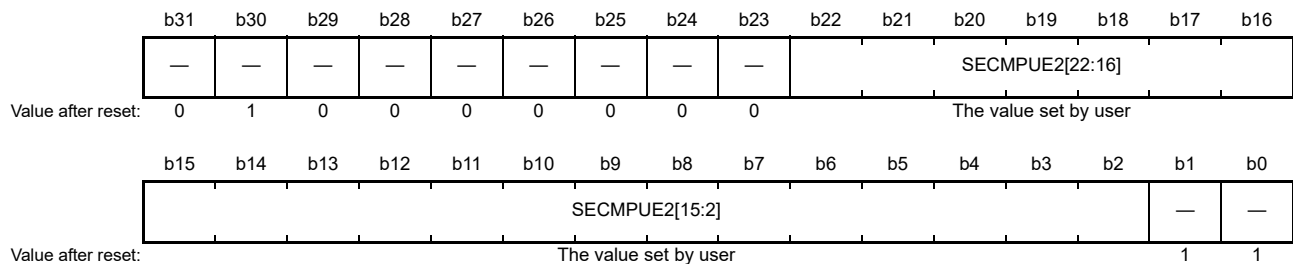 b31 b30 b29 b28 b27 b26 b25 b24 b23 b22 b21 b20 b19 b18 b17 b16
— — — — — — — — — SECMPUE2[22:16]
Value after reset: 0 1 0 0 0 0 0 0 0 The value set by user
b15 b14 b13 b12 b11 b10 b9 b8 b7 b6 b5 b4 b3 b2 b1 b0
SECMPUE2[15:2] — —
Value after reset: The value set by user 1 1